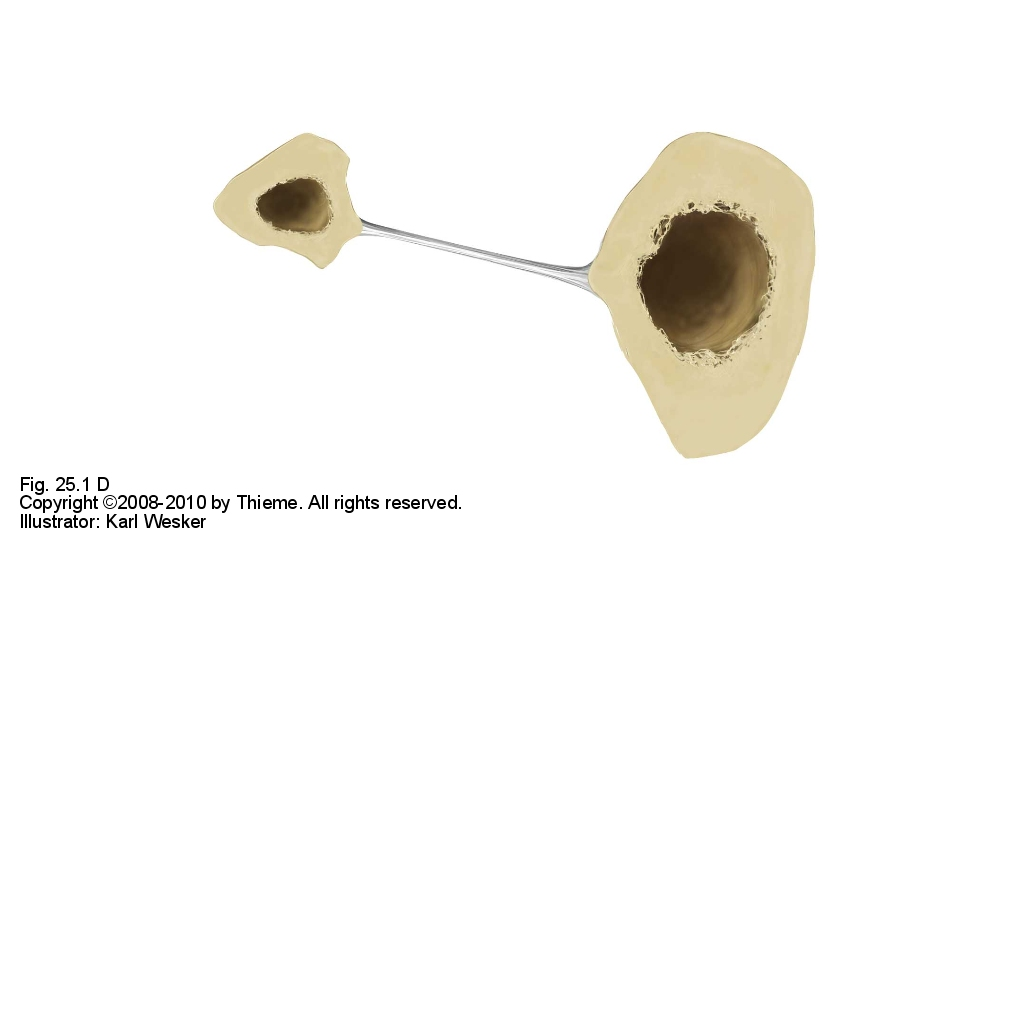 Fig. 25.1 D
Copyright ©2008-2010 by Thieme. All rights reserved.
Illustrator: Karl Wesker